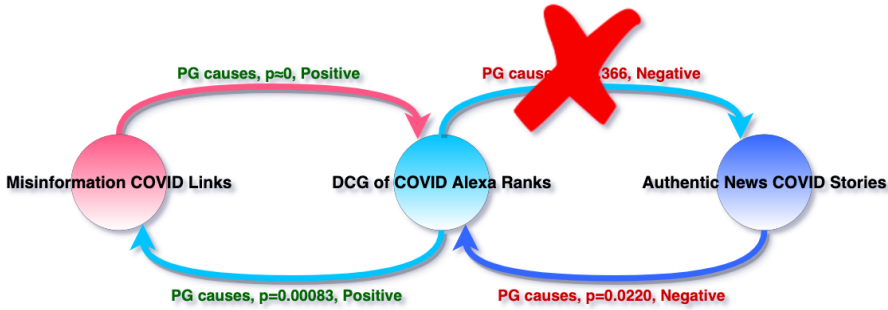 PG causes, p≈0, Positive
PG cause 366, Negative
Misinformation COVID Links
DCG of COVID Alexa Ranks
Authentic News COVID Stories
PG causes, p=0.00083, Positive
PG causes, p=0.0220, Negative